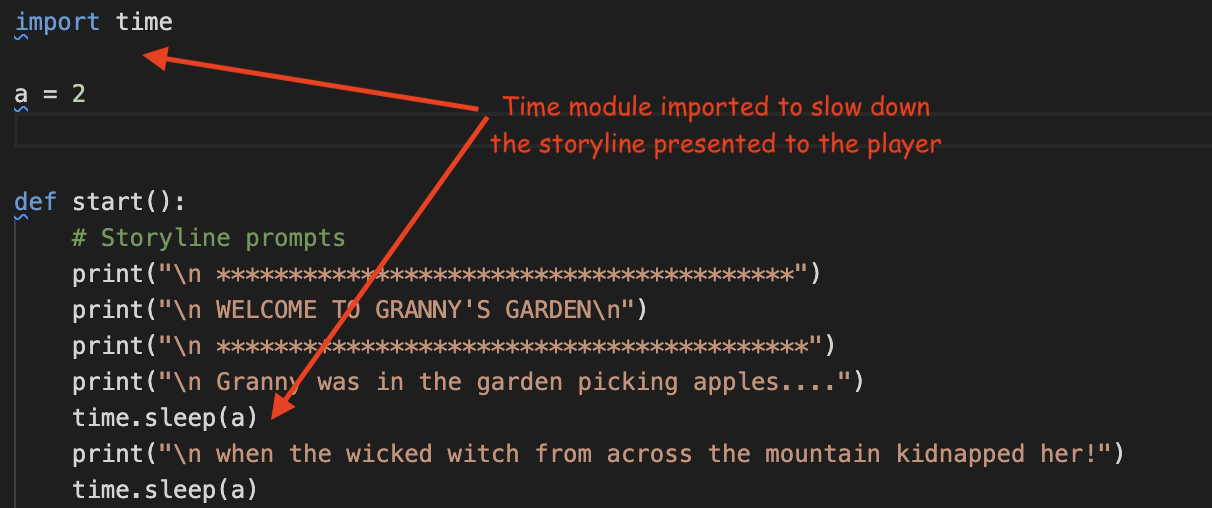 import time
a = 2
Time module imported to slow down
the storyline presented to the player
def start():
# Storyline prompts
print("\n ****************************************")
print("\n WELCOME TO GRANNY'S GARDEN\n")
print("\n *****************************************")
print("\n Granny was in the garden picking apples....")
time.sleep(a)
print("\n when the wicked witch from across the mountain kidnapped her!")
time.sleep(a)